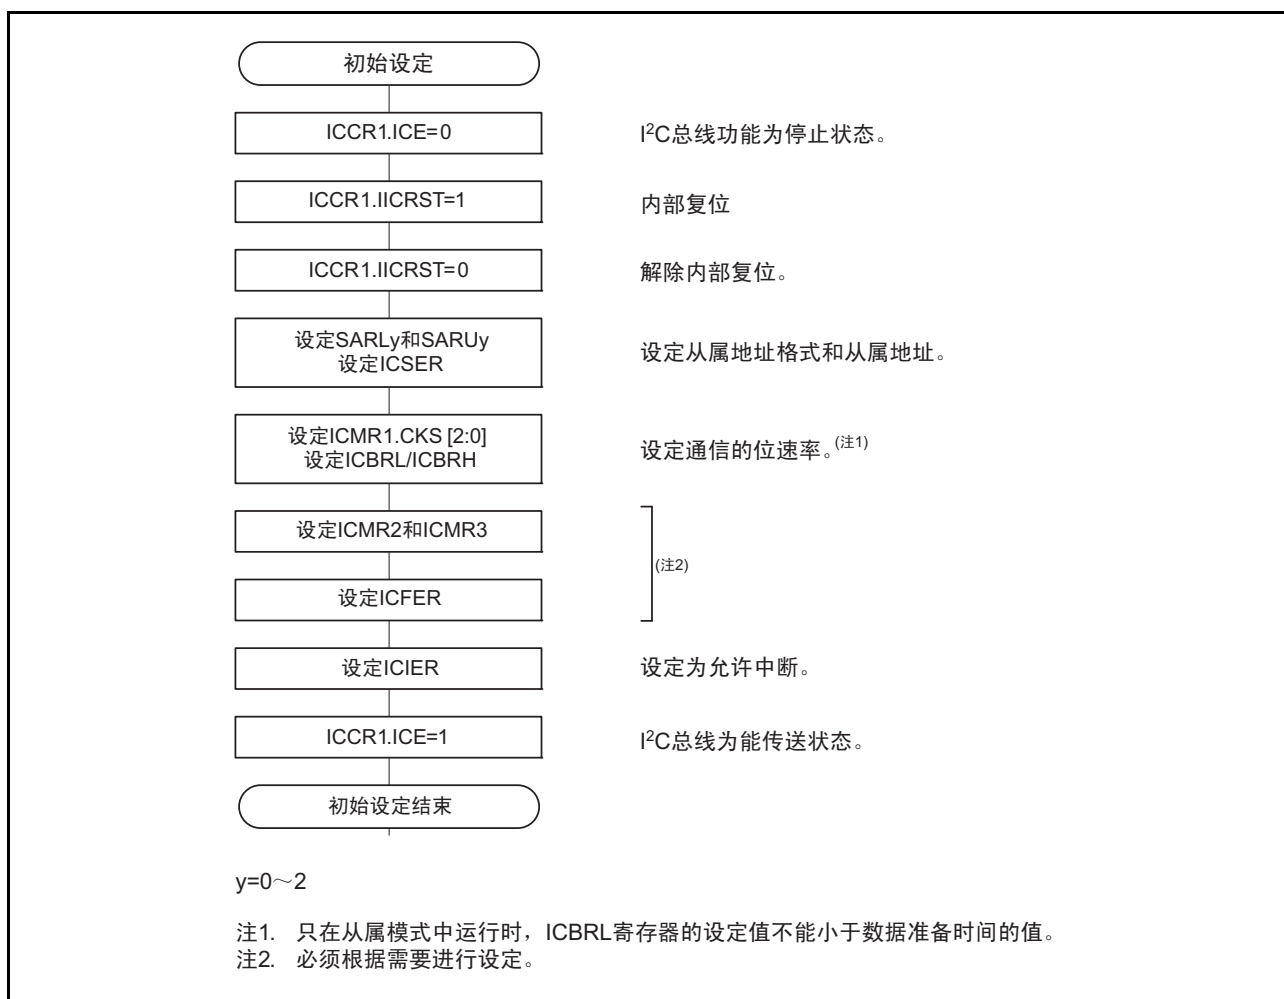 初始设定
ICCR1.ICE=0
I²C总线功能为停止状态。
ICCR1.IICRST=1
内部复位
ICCR1.IICRST=0
解除内部复位。
设定SARLy和SARUy
设定ICSER
设定从属地址格式和从属地址。
设定ICMR1.CKS [2:0]
设定ICBRL/ICBRH
设定通信的位速率。(注1)
设定ICMR2和ICMR3
设定ICFER
(注2)
设定ICIER
设定为允许中断。
ICCR1.ICE=1
I²C总线为能传送状态。
初始设定结束
y=0～2
注1. 只在从属模式中运行时，ICBRL寄存器的设定值不能小于数据准备时间的值。
注2. 必须根据需要进行设定。